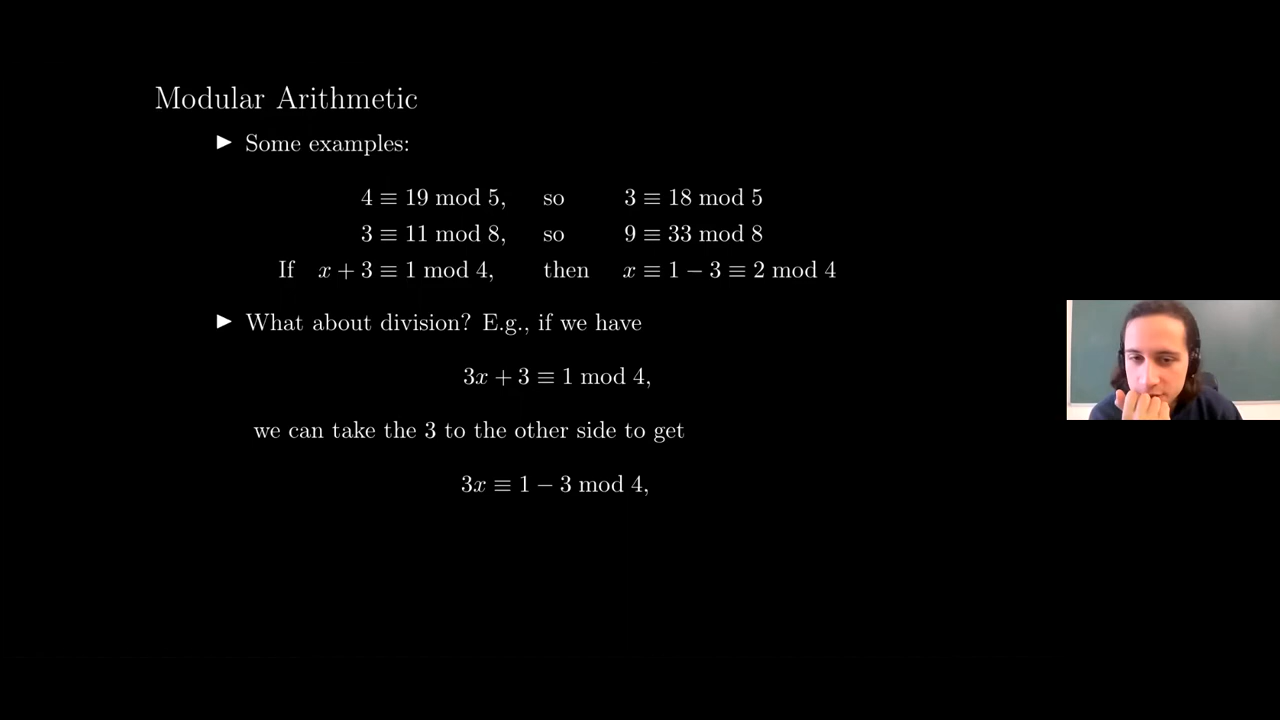 Modular Arithmetic
▶ Some examples:
4 ≡ 19 mod 5, so 3 ≡ 18 mod 5
3 ≡ 11 mod 8, so 9 ≡ 33 mod 8
If x + 3 ≡ 1 mod 4, then x ≡ 1 − 3 ≡ 2 mod 4
▶ What about division? E.g., if we have
3x + 3 ≡ 1 mod 4,
we can take the 3 to the other side to get
3x ≡ 1 − 3 mod 4,